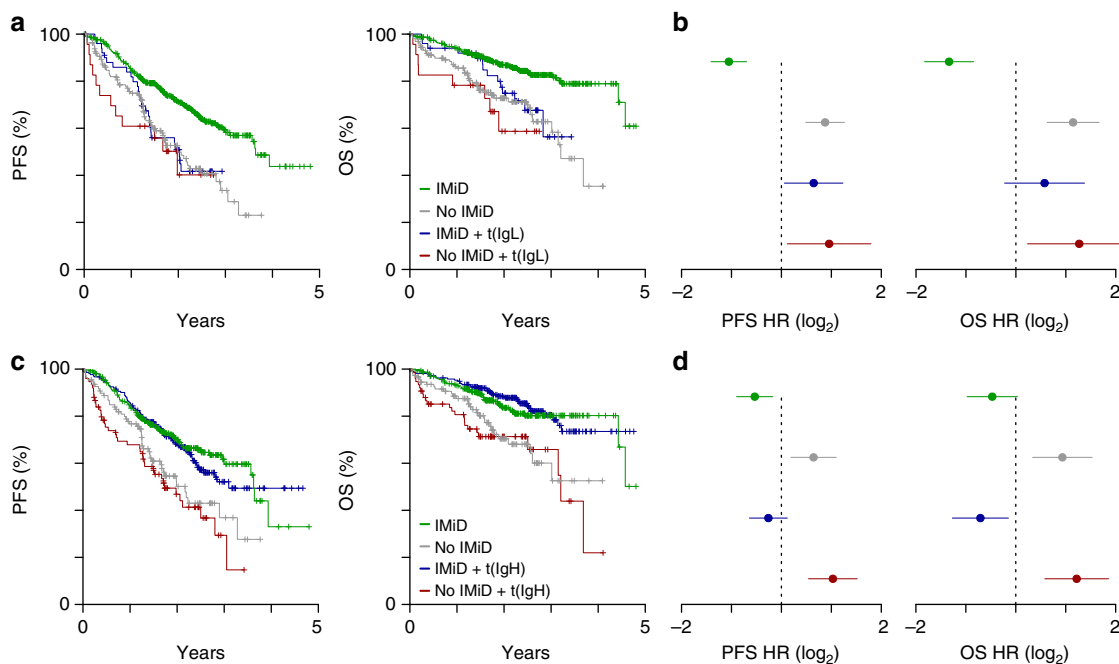 a
b
100
PFS (%)
0
0
5
Years
OS (%)
IMiD
No IMiD
IMiD + t(IgL)
No IMiD + t(IgL)
0
0
5
Years
−2
2
PFS HR (log2)
−2
2
OS HR (log2)
c
d
100
PFS (%)
0
0
5
Years
100
OS (%)
IMiD
No IMiD
IMiD + t(IgH)
No IMiD + t(IgH)
0
0
5
Years
−2
2
PFS HR (log2)
−2
2
OS HR (log2)